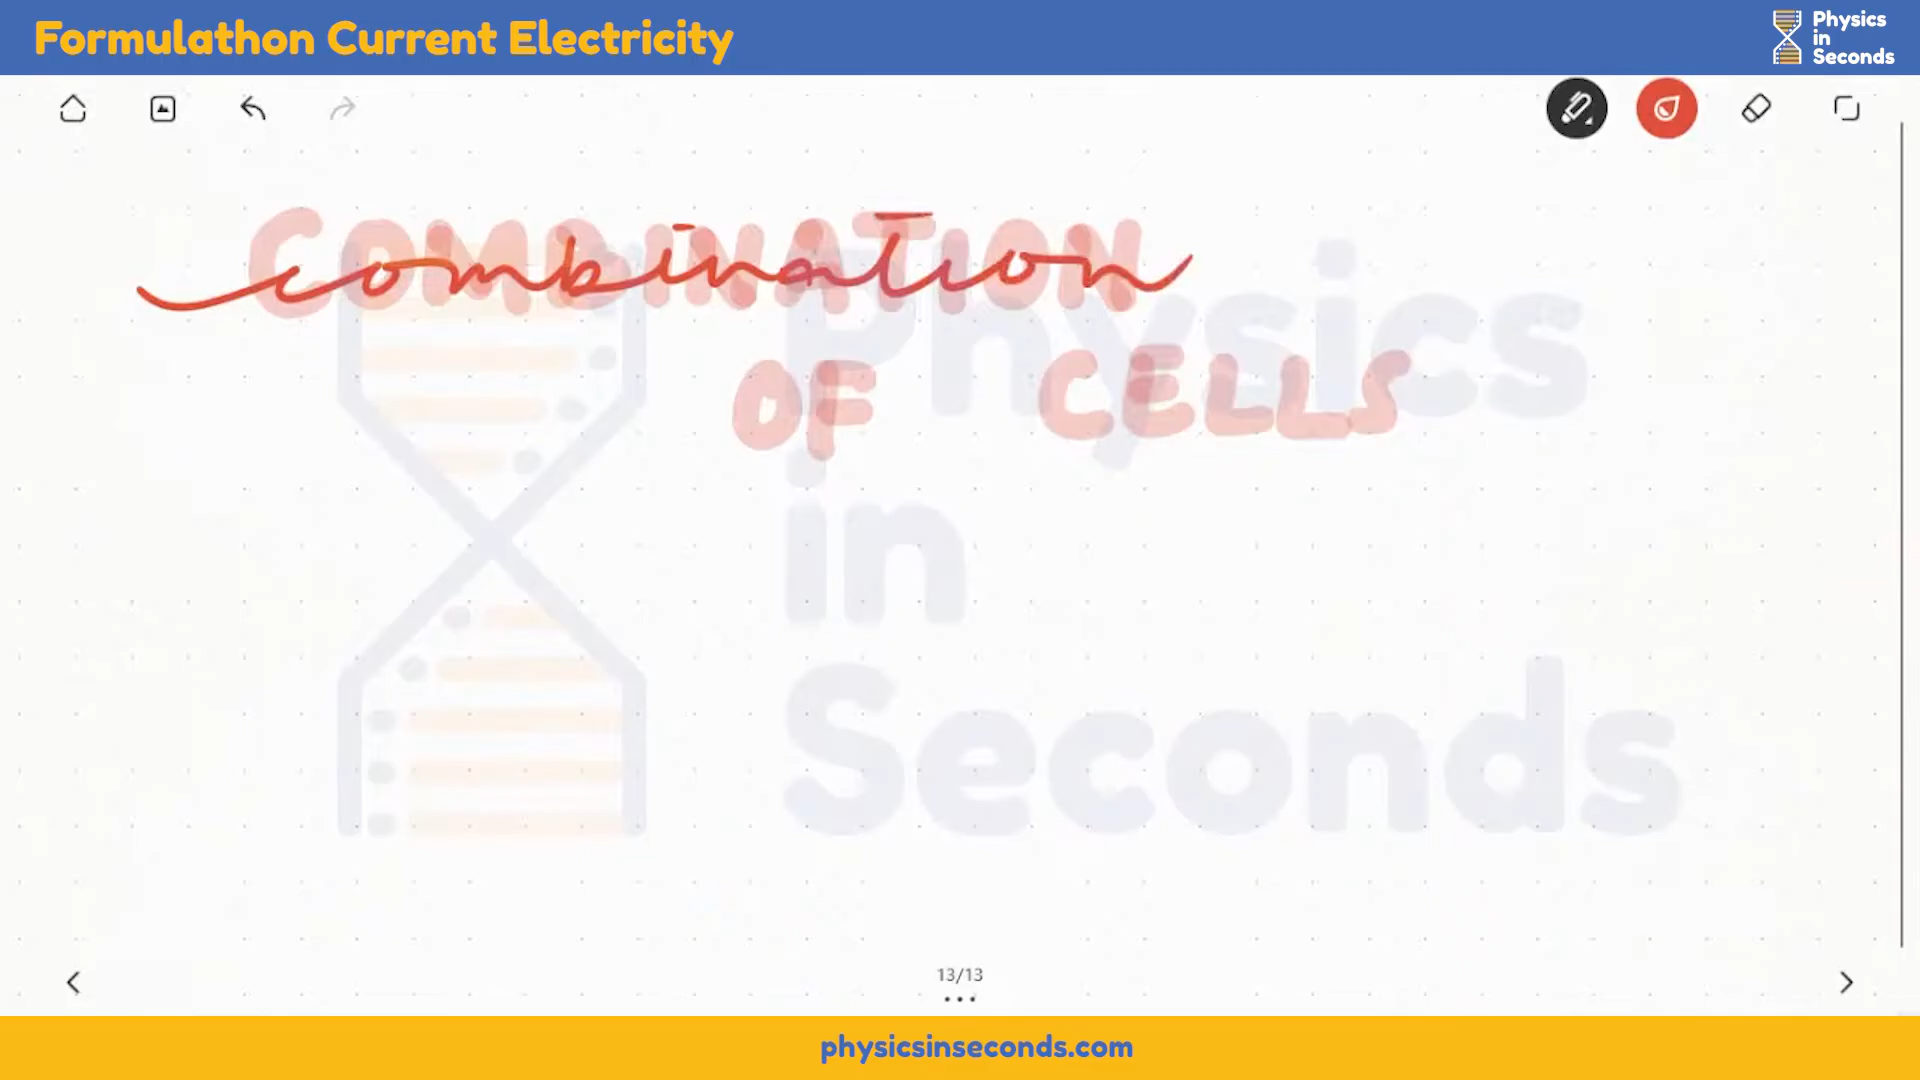 Formulathon Current Electricity
Physics
in
Seconds
COMBINATION
combination
OF CELLS
Physics
in
Seconds
13/13
physicsinseconds.com